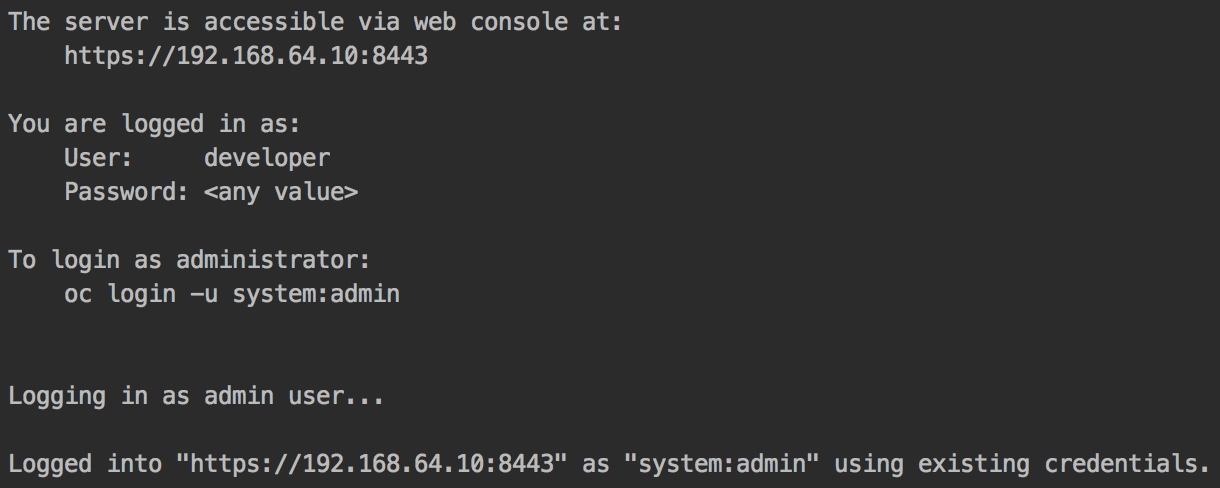 The server is accessible via web console at:
    https://192.168.64.10:8443
You are logged in as:
    User:     developer
    Password: <any value>
To login as administrator:
    oc login -u system:admin
Logging in as admin user...
Logged into "https://192.168.64.10:8443" as "system:admin" using existing credentials.